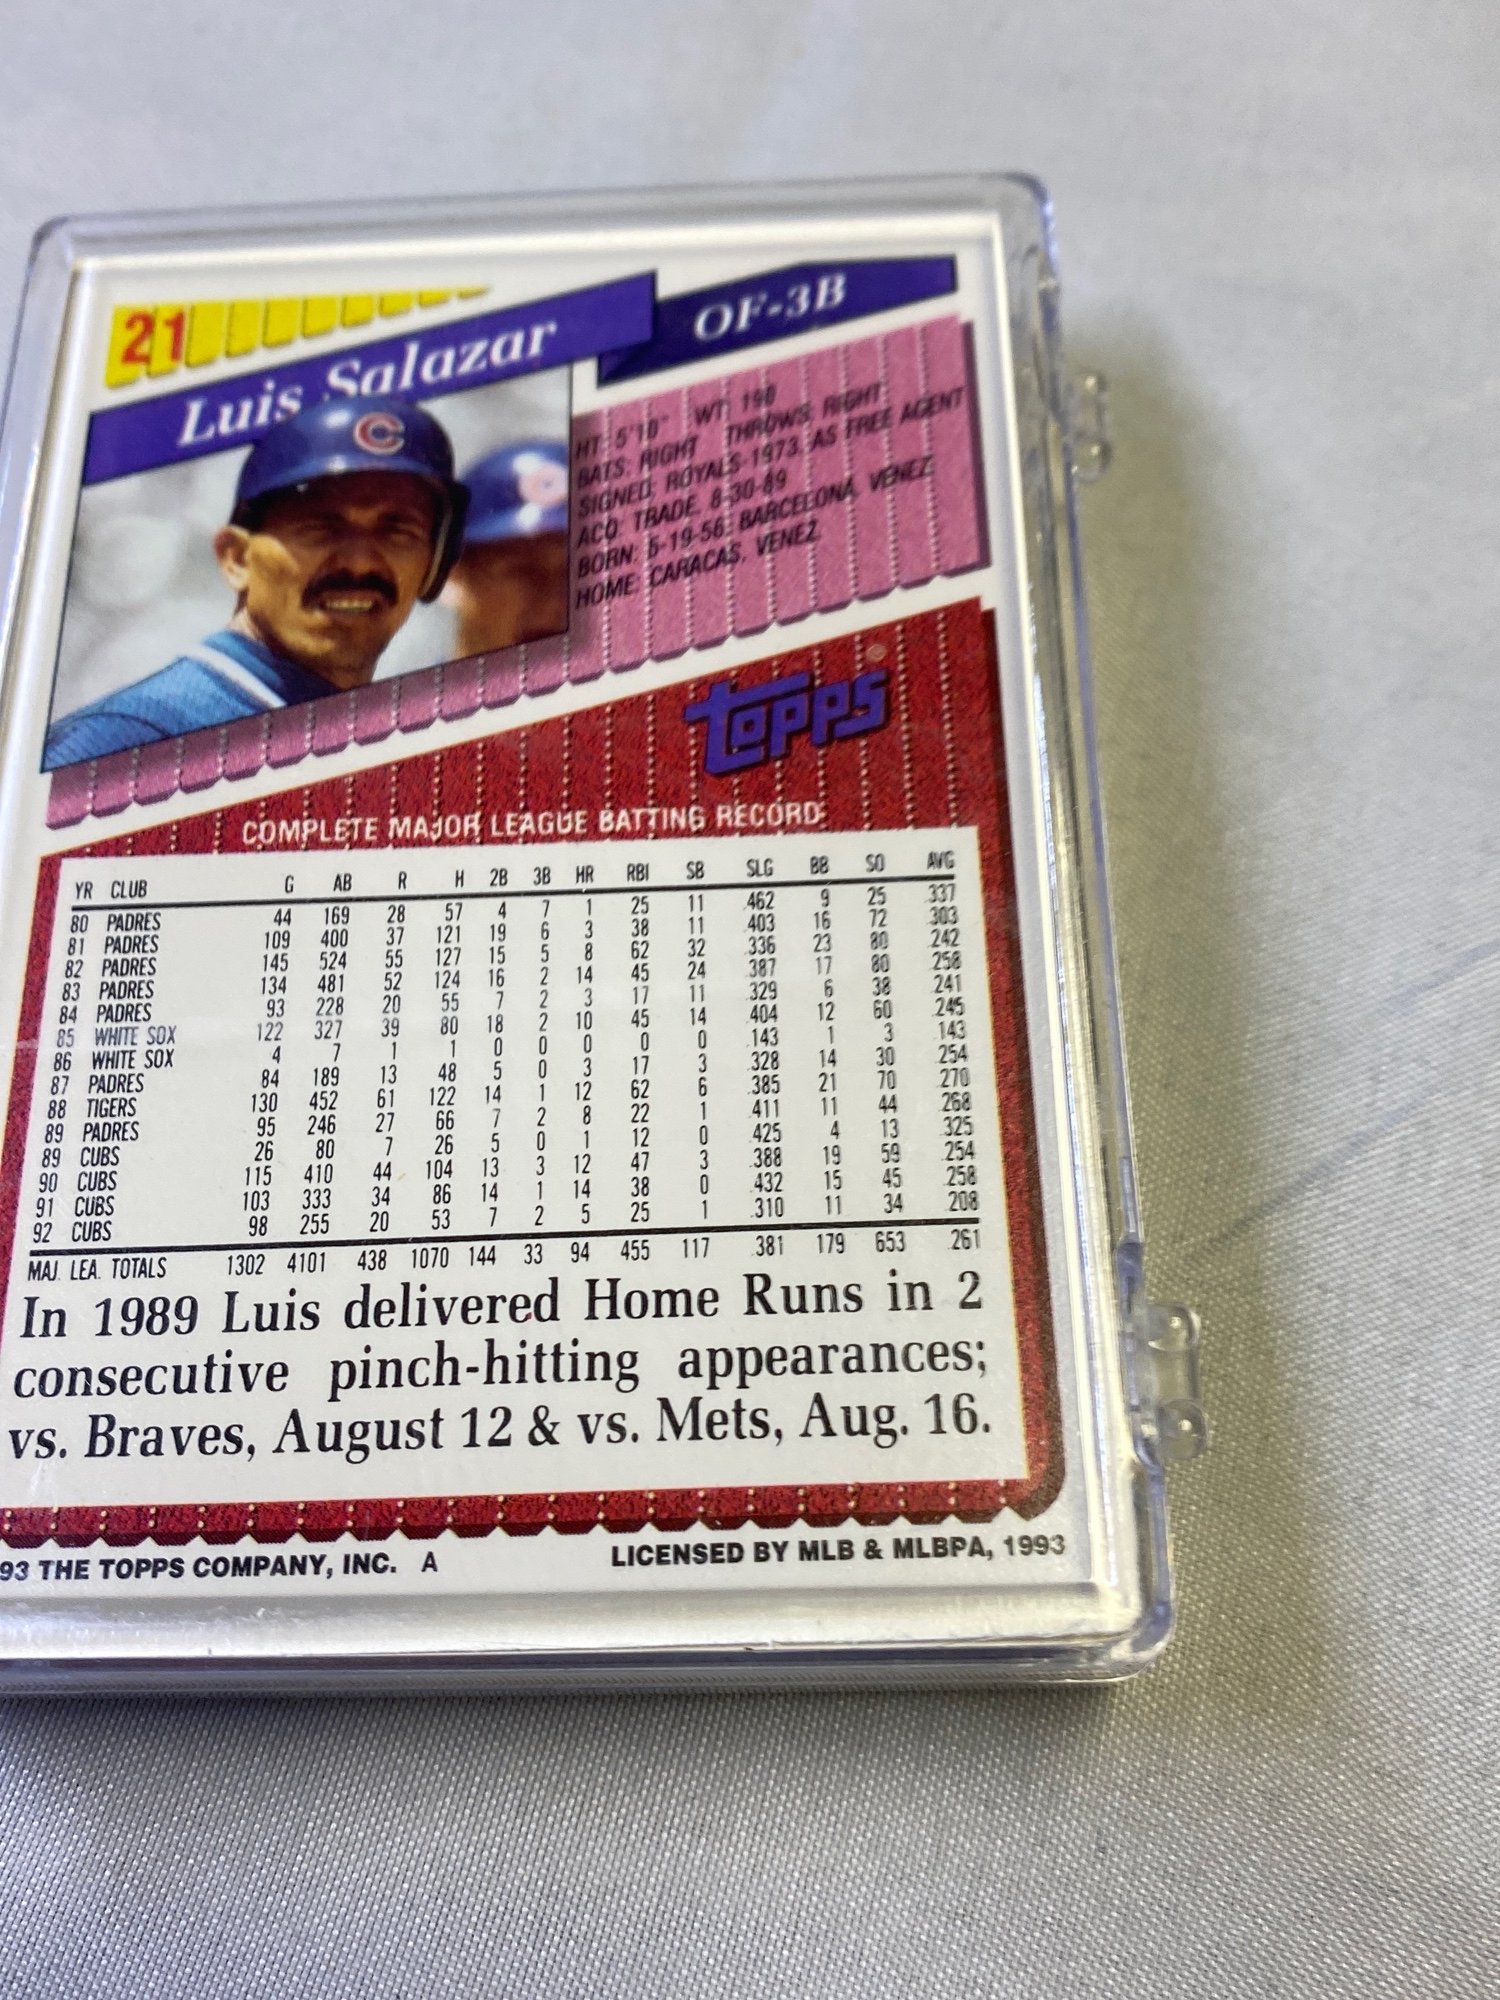 21
Luis Salazar
OF-3B
C
HT: 5'10" WT: 190
BATS: RIGHT THROWS: RIGHT
SIGNED: ROYALS-1973, AS FREE AGENT
ACQ: TRADE, 8-30-89
BORN: 5-19-56, BARCELONA, VENEZ.
HOME: CARACAS, VENEZ.
topps®
COMPLETE MAJOR LEAGUE BATTING RECORD
YR CLUB G AB R H 2B 3B HR RBI SB SLG BB SO AVG
80 PADRES 44 169 28 57 4 7 1 25 11 .462 9 25 .337
81 PADRES 109 400 37 121 19 6 3 38 11 .403 16 72 .303
82 PADRES 145 524 55 127 15 5 8 62 32 .336 23 80 .242
83 PADRES 134 481 52 124 16 2 14 45 24 .387 17 80 .258
84 PADRES 93 228 20 55 7 2 3 17 11 .329 6 38 .241
85 WHITE SOX 122 327 39 80 18 2 10 45 14 .404 12 60 .245
86 WHITE SOX 4 7 1 1 0 0 0 0 0 .143 1 3 .143
87 PADRES 84 189 13 48 5 0 3 17 3 .328 14 30 .254
88 TIGERS 130 452 61 122 14 1 12 62 6 .385 21 70 .270
89 PADRES 95 246 27 66 7 2 8 22 1 .411 11 44 .268
89 CUBS 26 80 7 26 5 0 1 12 0 .425 4 13 .325
90 CUBS 115 410 44 104 13 3 12 47 3 .388 19 59 .254
91 CUBS 103 333 34 86 14 1 14 38 0 .432 15 45 .258
92 CUBS 98 255 20 53 7 2 5 25 1 .310 11 34 .208
MAJ. LEA. TOTALS 1302 4101 438 1070 144 33 94 455 117 .381 179 653 .261
In 1989 Luis delivered Home Runs in 2
consecutive pinch-hitting appearances;
vs. Braves, August 12 & vs. Mets, Aug. 16.
93 THE TOPPS COMPANY, INC. A LICENSED BY MLB & MLBPA, 1993